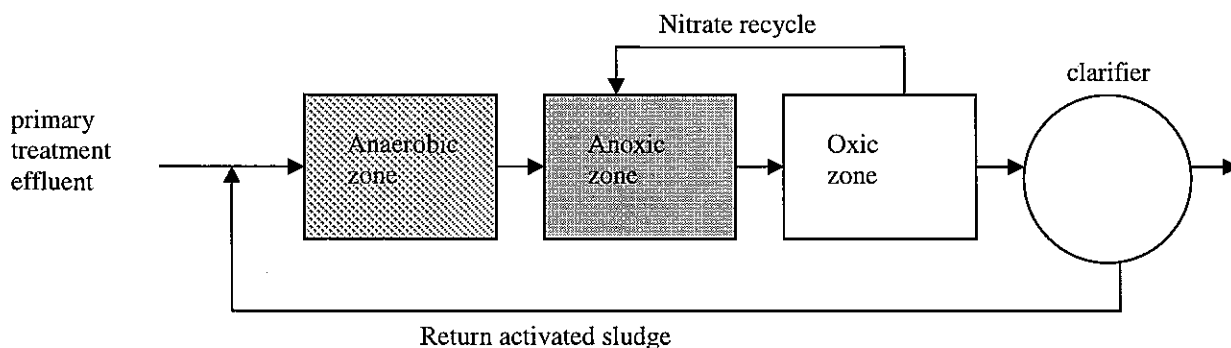 Nitrate recycle
clarifier
primary
treatment
effluent
Anaerobic
zone
Anoxic
zone
Oxic
zone
Return activated sludge